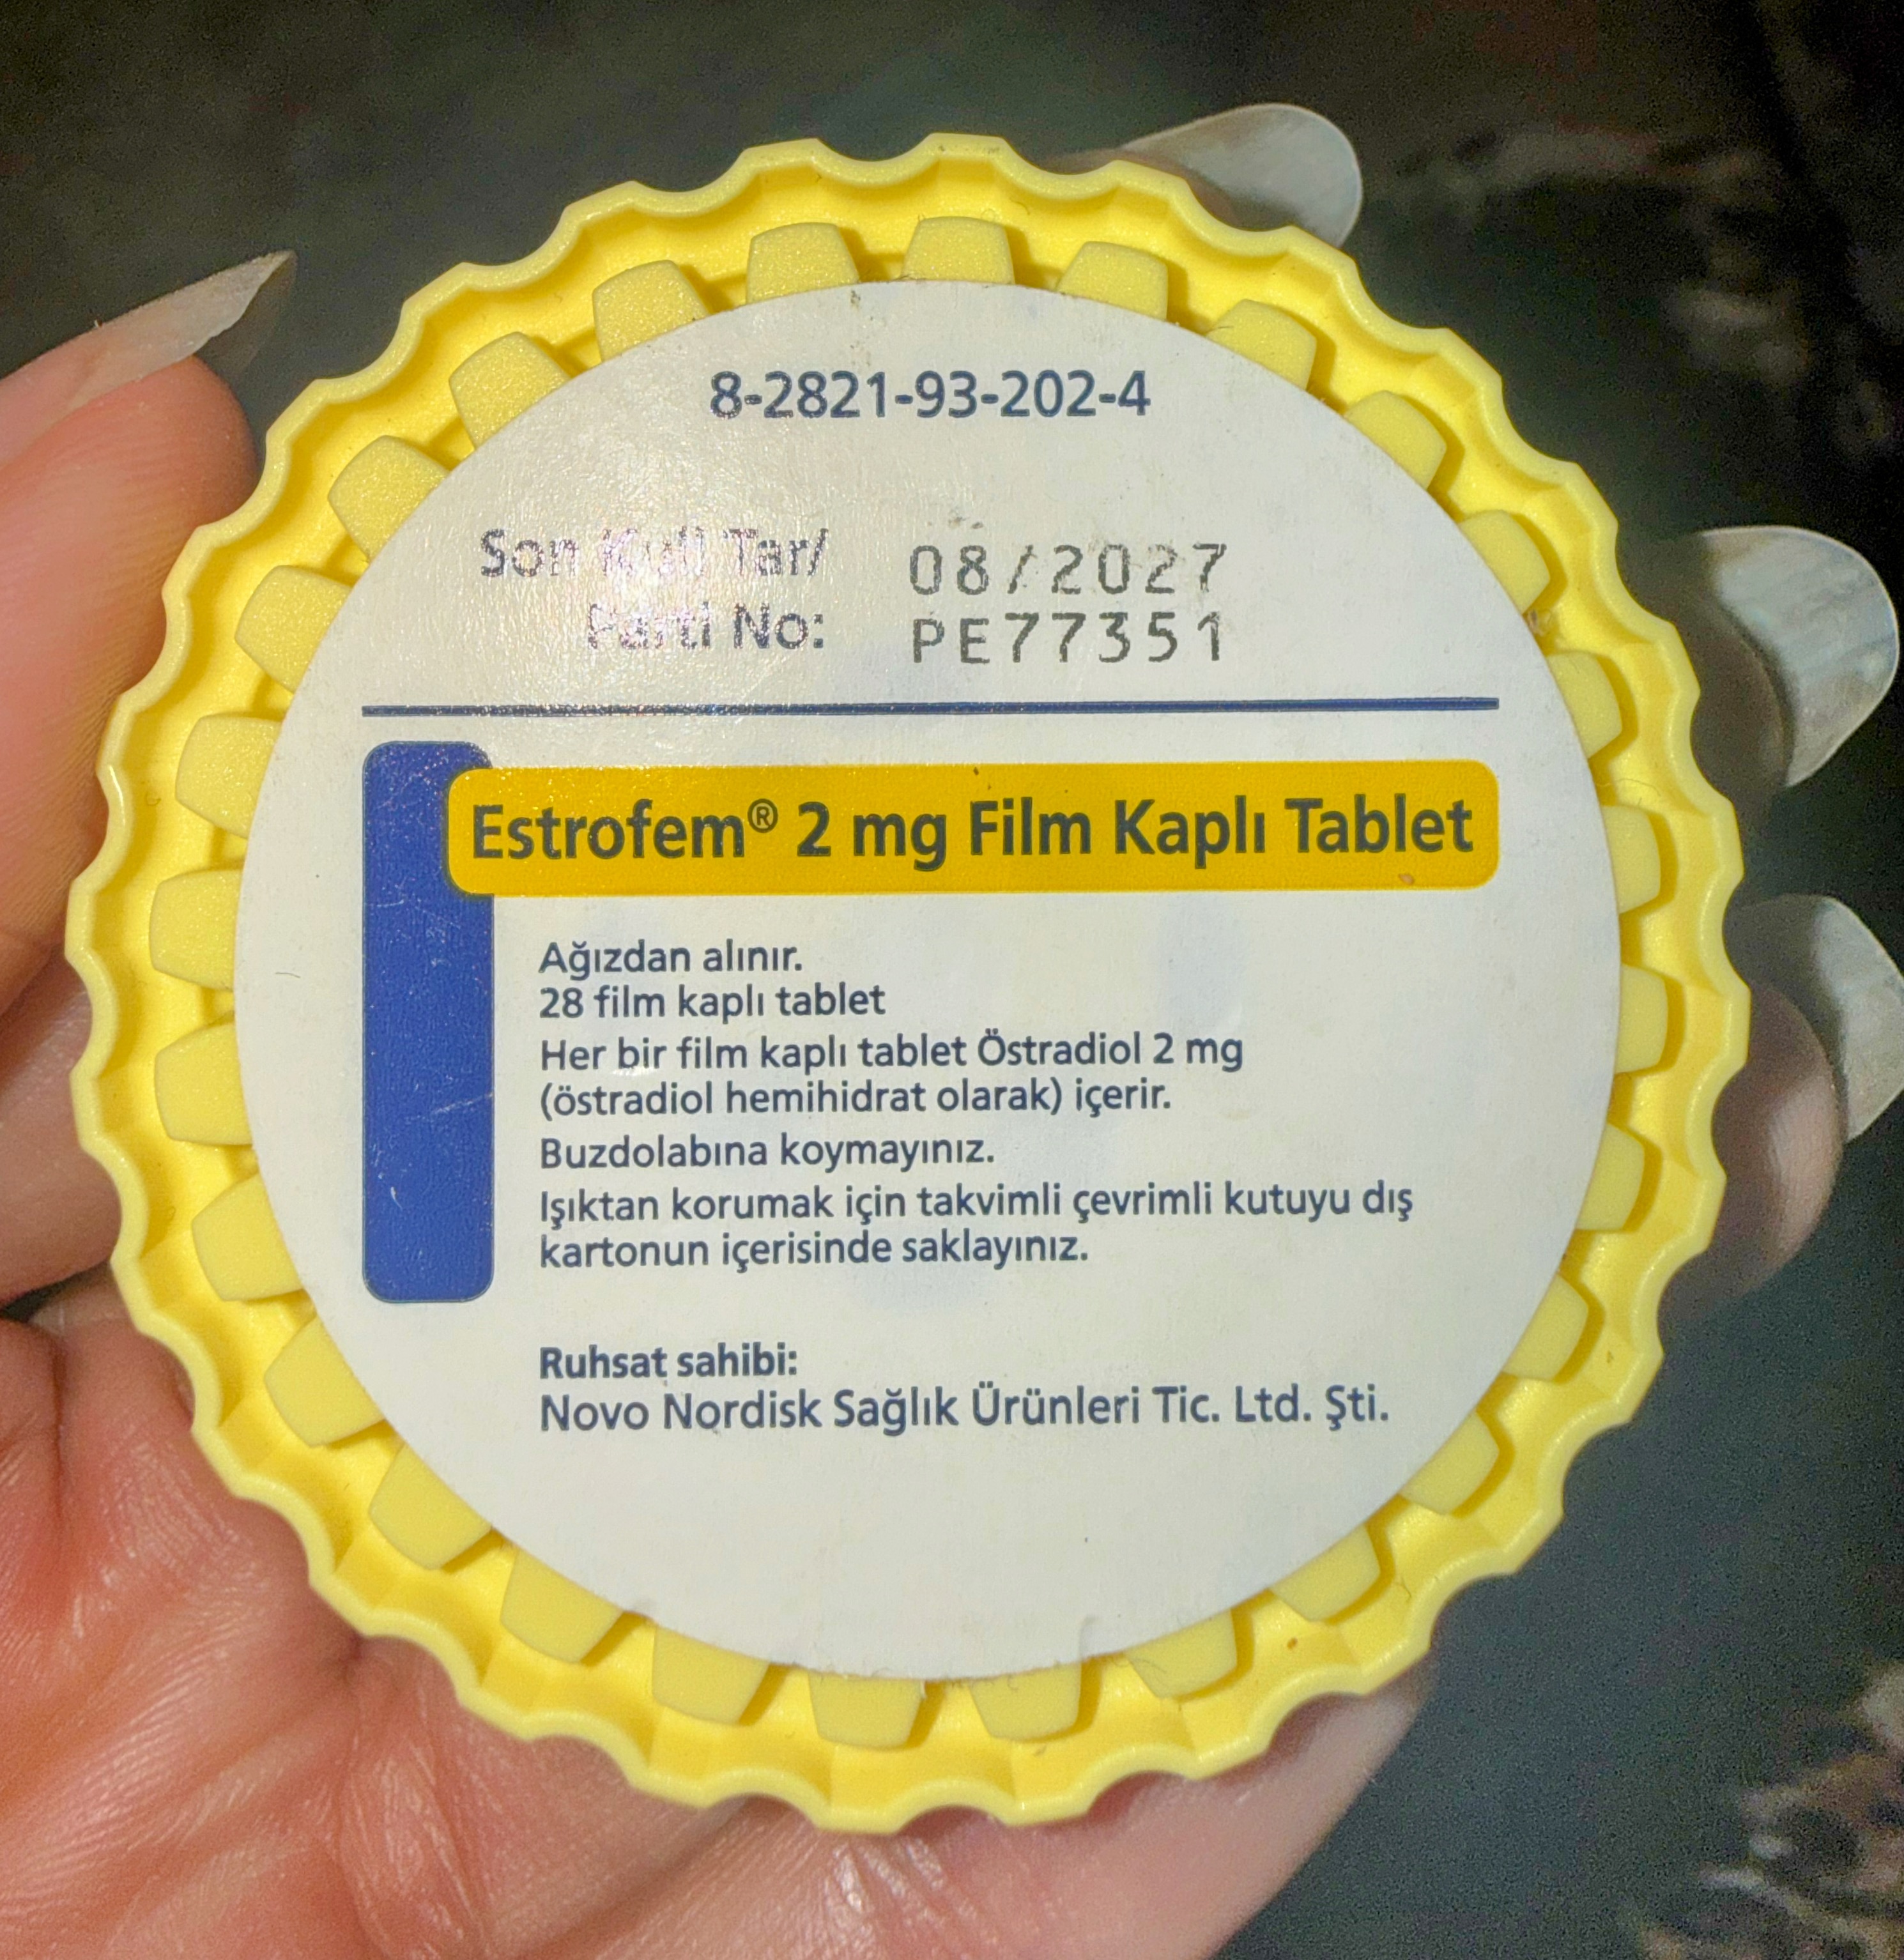 8-2821-93-202-4
Son Kull Tar/ 08/2027
Parti No: PE77351
Estrofem® 2 mg Film Kaplı Tablet
Ağızdan alınır.
28 film kaplı tablet
Her bir film kaplı tablet Östradiol 2 mg
(östradiol hemihidrat olarak) içerir.
Buzdolabına koymayınız.
Işıktan korumak için takvimli çevrimli kutuyu dış
kartonun içerisinde saklayınız.
Ruhsat sahibi:
Novo Nordisk Sağlık Ürünleri Tic. Ltd. Şti.